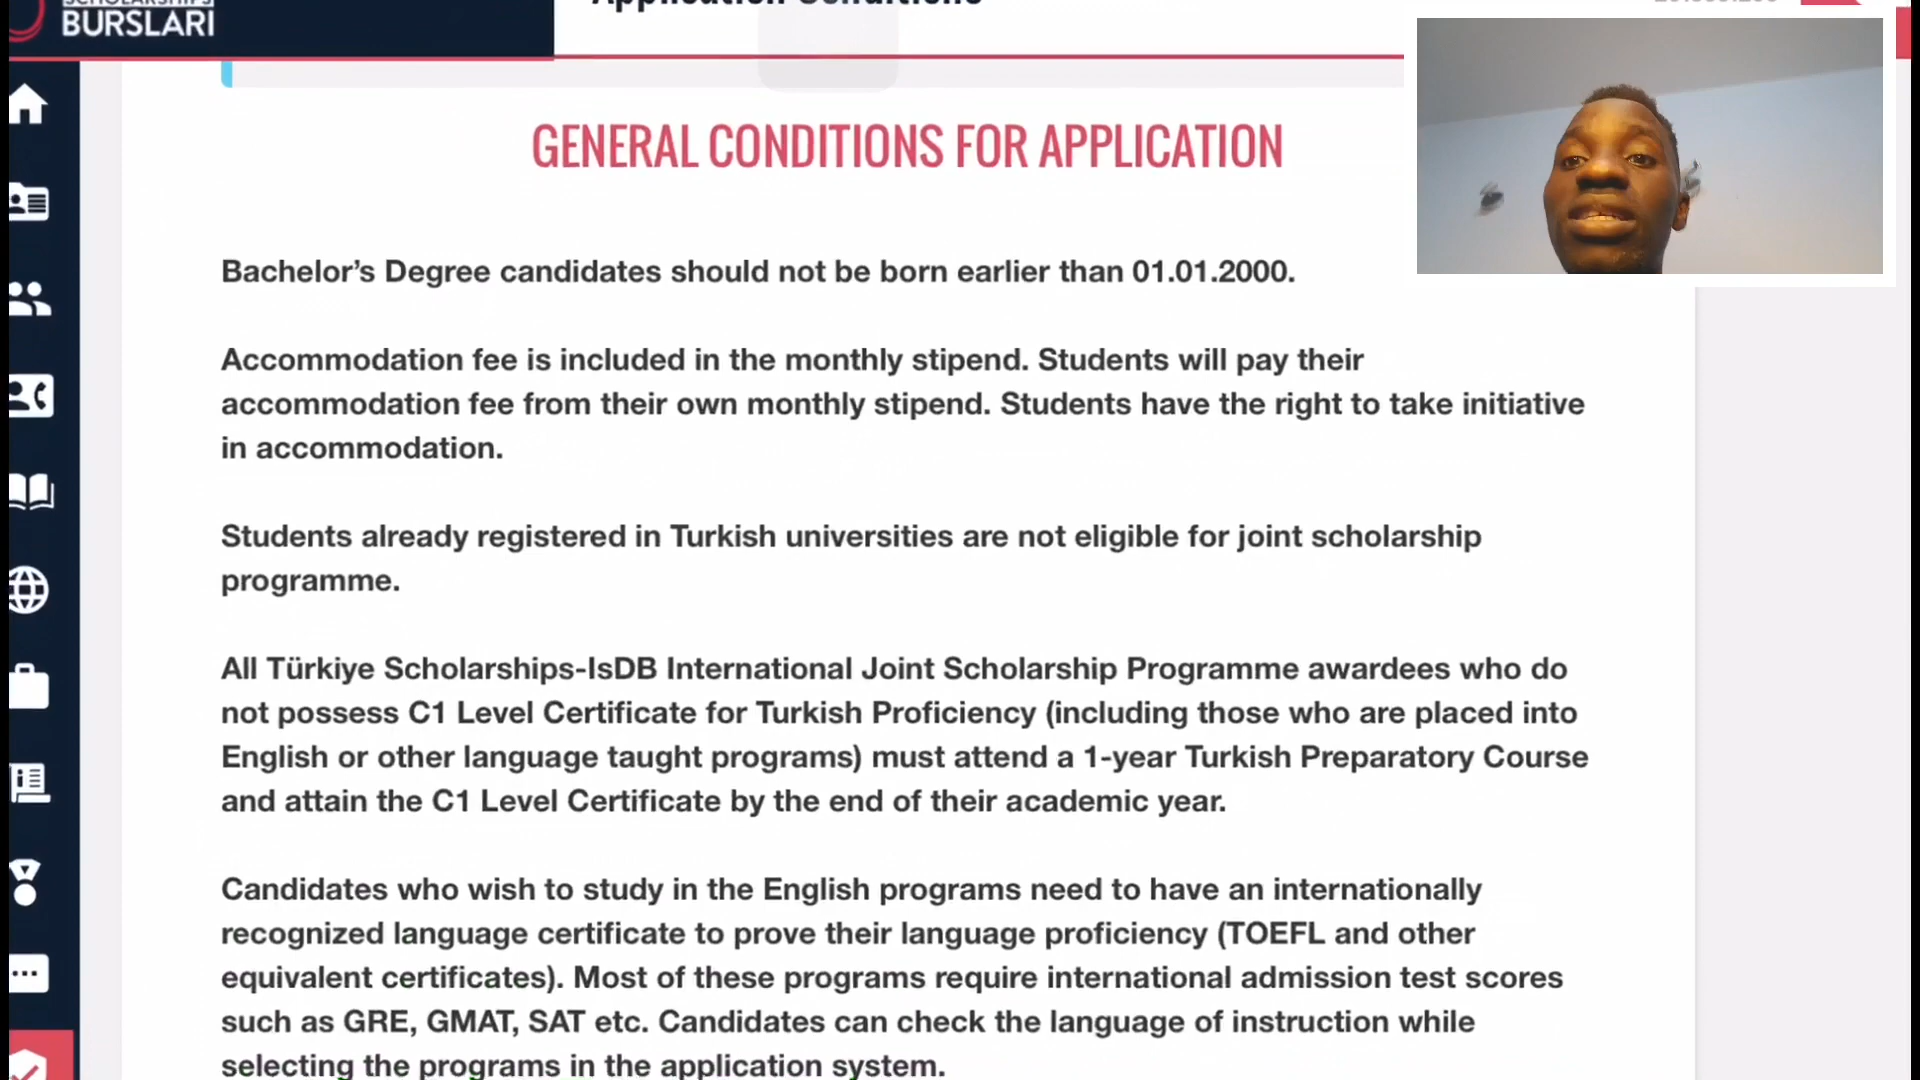 BURSLARI
Application Conditions
GENERAL CONDITIONS FOR APPLICATION
Bachelor’s Degree candidates should not be born earlier than 01.01.2000.
Accommodation fee is included in the monthly stipend. Students will pay their
accommodation fee from their own monthly stipend. Students have the right to take initiative
in accommodation.
Students already registered in Turkish universities are not eligible for joint scholarship
programme.
All Türkiye Scholarships-IsDB International Joint Scholarship Programme awardees who do
not possess C1 Level Certificate for Turkish Proficiency (including those who are placed into
English or other language taught programs) must attend a 1-year Turkish Preparatory Course
and attain the C1 Level Certificate by the end of their academic year.
Candidates who wish to study in the English programs need to have an internationally
recognized language certificate to prove their language proficiency (TOEFL and other
equivalent certificates). Most of these programs require international admission test scores
such as GRE, GMAT, SAT etc. Candidates can check the language of instruction while
selecting the programs in the application system.